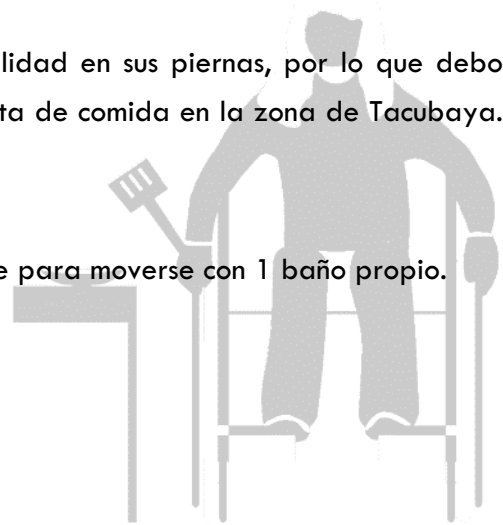 lidad en sus piernas, por lo que debo
ta de comida en la zona de Tacubaya.
e para moverse con 1 baño propio.